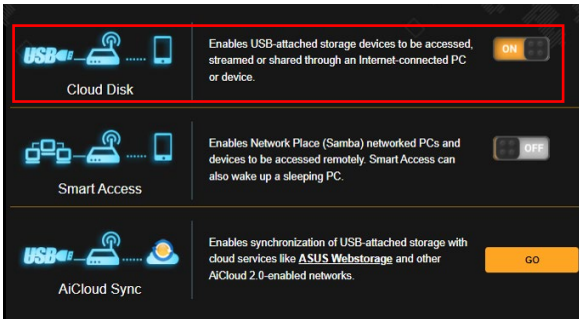 USB
Cloud Disk
Enables USB-attached storage devices to be accessed,
streamed or shared through an Internet-connected PC
or device.
ON
Smart Access
Enables Network Place (Samba) networked PCs and
devices to be accessed remotely. Smart Access can
also wake up a sleeping PC.
OFF
USB
AiCloud Sync
Enables synchronization of USB-attached storage with
cloud services like ASUS Webstorage and other
AiCloud 2.0-enabled networks.
GO